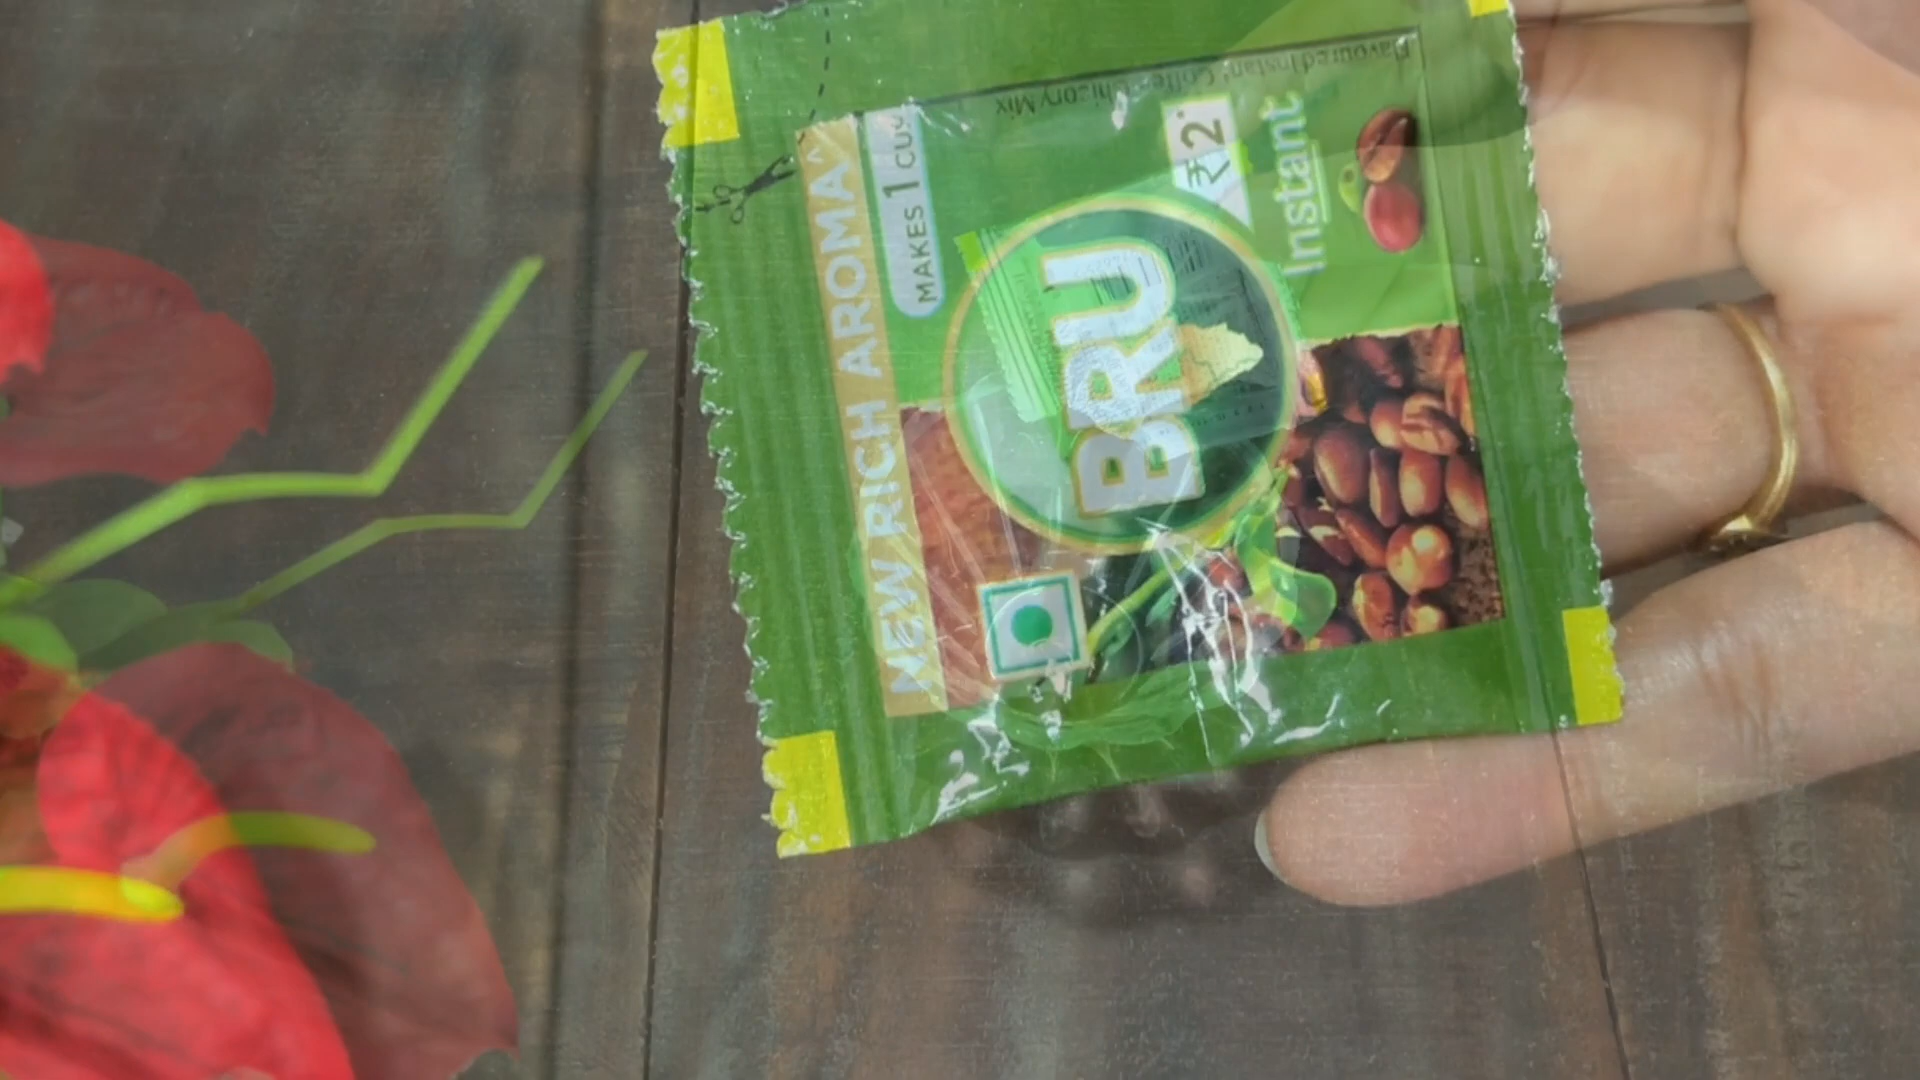 NEW RICH AROMA^
MAKES 1 CUP
BRU
₹2*
Instant
Flavoured Instant Coffee-Chicory Mix